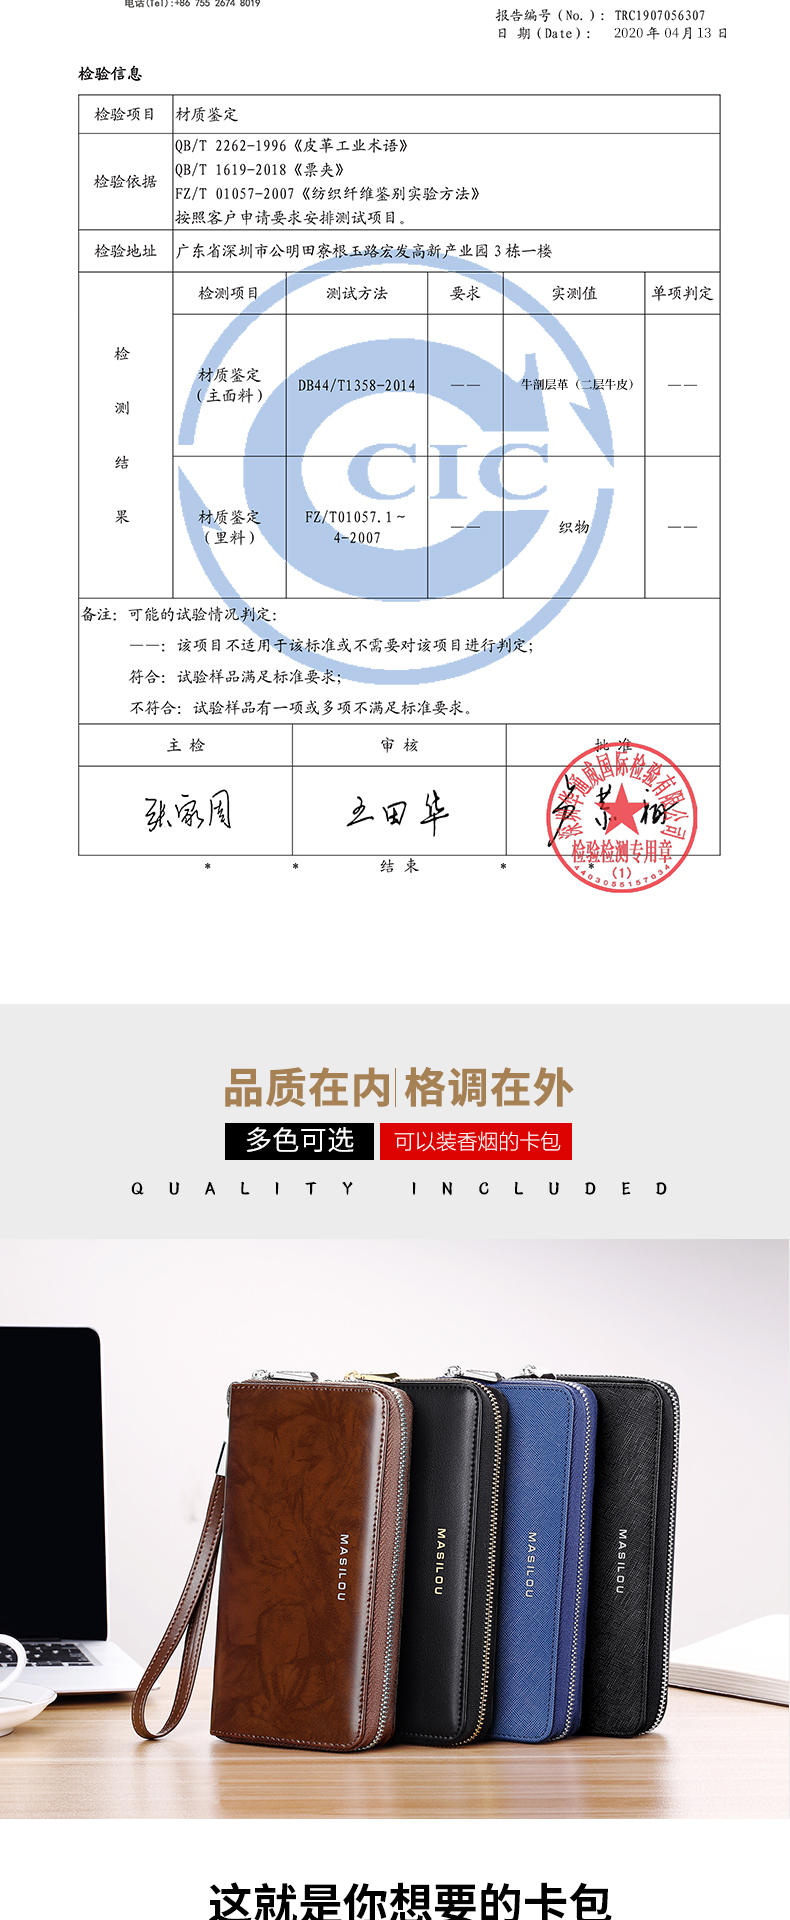 电话(Tel):+86 755 2674 8019
报告编号(No.): TRC1907056307
日 期(Date): 2020年04月13日
检验信息
检验项目 材质鉴定
检验依据
QB/T 2262-1996《皮革工业术语》
QB/T 1619-2018《票夹》
FZ/T 01057-2007《纺织纤维鉴别实验方法》
按照客户申请要求安排测试项目。
检验地址 广东省深圳市公明田寮根玉路宏发高新产业园3栋一楼
检测结果
检测项目 测试方法 要求 实测值 单项判定
材质鉴定
(主面料)
DB44/T1358-2014 —— 牛剖层革（二层牛皮） ——
CIC
材质鉴定
(里料)
FZ/T01057.1~
4-2007
—— 织物 ——
备注: 可能的试验情况判定:
——: 该项目不适用于该标准或不需要对该项目进行判定;
符合: 试验样品满足标准要求;
不符合: 试验样品有一项或多项不满足标准要求。
主 检 审 核 批 准
张家周 王田华
深圳华通威国际检验有限公司
检验检测专用章
(1)
4403055157034
* * 结 束 * *
品质在内 格调在外
多色可选 可以装香烟的卡包
QUALITY INCLUDED
MASILOU
MASILOU
MASILOU
MASILOU
这就是你想要的卡包